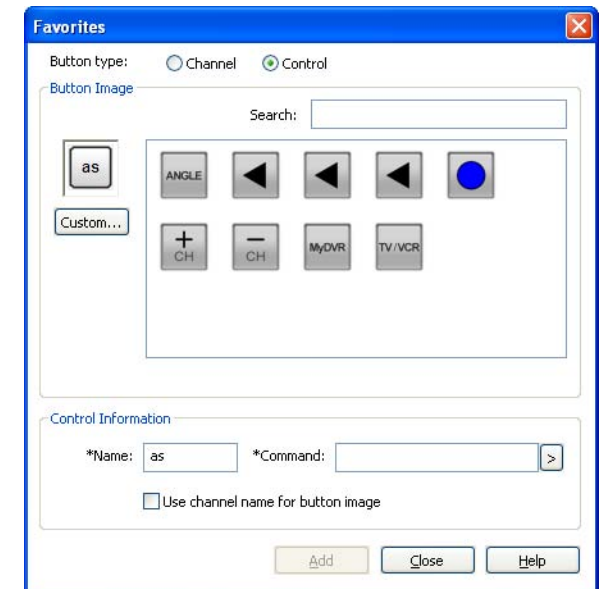 Favorites
Button type: Channel Control
Button Image
Search:
as
ANGLE
Custom...
+ CH
− CH
MyDVR
TV/VCR
Control Information
*Name: as *Command: >
Use channel name for button image
Add Close Help